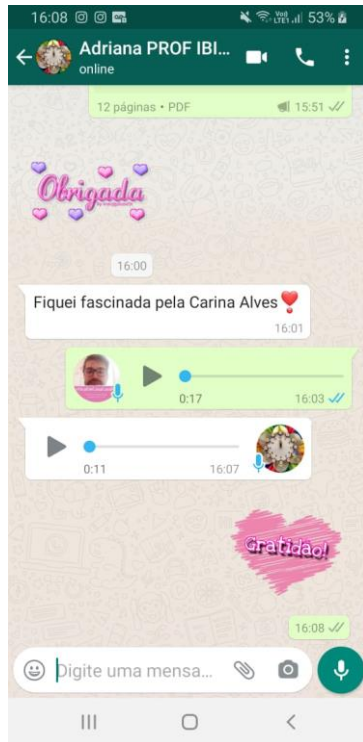 16:08 53%
Adriana PROF IBI...
online
12 páginas • PDF 15:51
Obrigada
16:00
Fiquei fascinada pela Carina Alves
16:01
0:17 16:03
0:11 16:07
Gratidão!
16:08
Digite uma mensa...